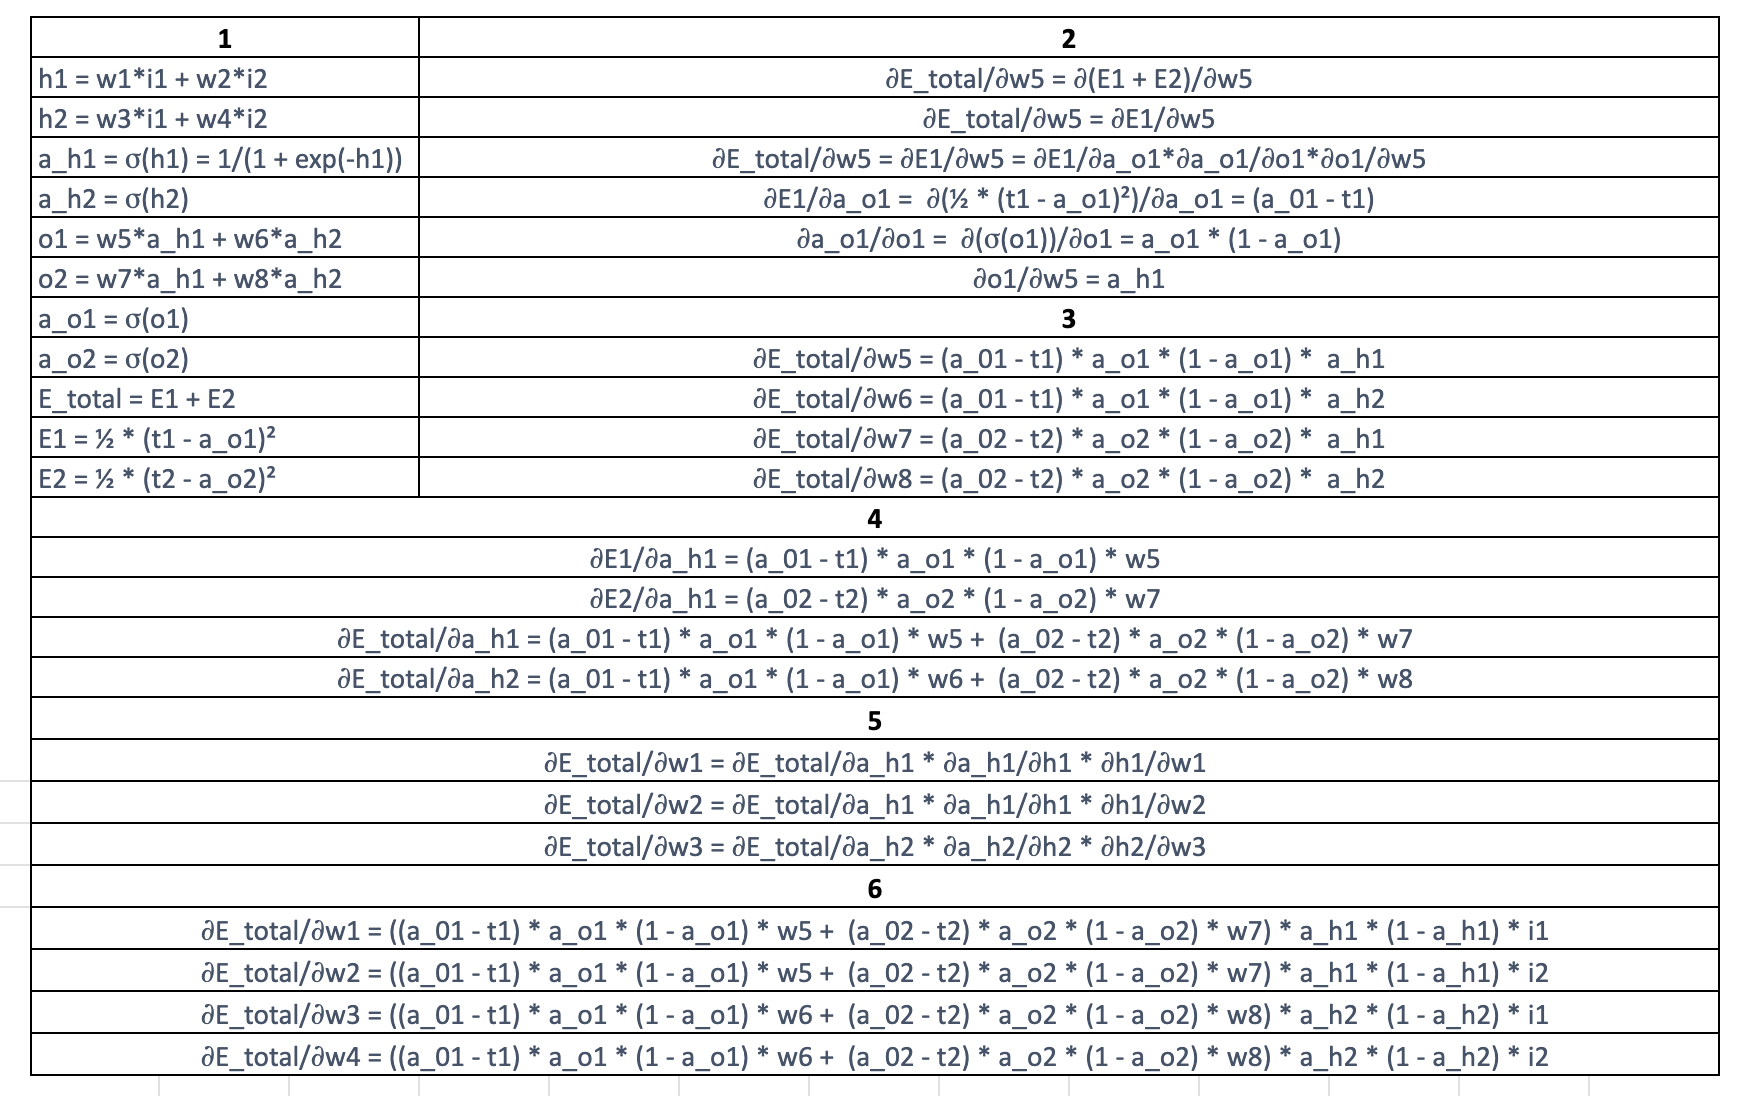 1
h1 = w1*i1 + w2*i2
h2 = w3*i1 + w4*i2
a_h1 = σ(h1) = 1/(1 + exp(-h1))
a_h2 = σ(h2)
o1 = w5*a_h1 + w6*a_h2
o2 = w7*a_h1 + w8*a_h2
a_o1 = σ(o1)
a_o2 = σ(o2)
E_total = E1 + E2
E1 = ½ * (t1 - a_o1)²
E2 = ½ * (t2 - a_o2)²
2
∂E_total/∂w5 = ∂(E1 + E2)/∂w5
∂E_total/∂w5 = ∂E1/∂w5
∂E_total/∂w5 = ∂E1/∂w5 = ∂E1/∂a_o1*∂a_o1/∂o1*∂o1/∂w5
∂E1/∂a_o1 = ∂(½ * (t1 - a_o1)²)/∂a_o1 = (a_01 - t1)
∂a_o1/∂o1 = ∂(σ(o1))/∂o1 = a_o1 * (1 - a_o1)
∂o1/∂w5 = a_h1
3
∂E_total/∂w5 = (a_01 - t1) * a_o1 * (1 - a_o1) * a_h1
∂E_total/∂w6 = (a_01 - t1) * a_o1 * (1 - a_o1) * a_h2
∂E_total/∂w7 = (a_02 - t2) * a_o2 * (1 - a_o2) * a_h1
∂E_total/∂w8 = (a_02 - t2) * a_o2 * (1 - a_o2) * a_h2
4
∂E1/∂a_h1 = (a_01 - t1) * a_o1 * (1 - a_o1) * w5
∂E2/∂a_h1 = (a_02 - t2) * a_o2 * (1 - a_o2) * w7
∂E_total/∂a_h1 = (a_01 - t1) * a_o1 * (1 - a_o1) * w5 + (a_02 - t2) * a_o2 * (1 - a_o2) * w7
∂E_total/∂a_h2 = (a_01 - t1) * a_o1 * (1 - a_o1) * w6 + (a_02 - t2) * a_o2 * (1 - a_o2) * w8
5
∂E_total/∂w1 = ∂E_total/∂a_h1 * ∂a_h1/∂h1 * ∂h1/∂w1
∂E_total/∂w2 = ∂E_total/∂a_h1 * ∂a_h1/∂h1 * ∂h1/∂w2
∂E_total/∂w3 = ∂E_total/∂a_h2 * ∂a_h2/∂h2 * ∂h2/∂w3
6
∂E_total/∂w1 = ((a_01 - t1) * a_o1 * (1 - a_o1) * w5 + (a_02 - t2) * a_o2 * (1 - a_o2) * w7) * a_h1 * (1 - a_h1) * i1
∂E_total/∂w2 = ((a_01 - t1) * a_o1 * (1 - a_o1) * w5 + (a_02 - t2) * a_o2 * (1 - a_o2) * w7) * a_h1 * (1 - a_h1) * i2
∂E_total/∂w3 = ((a_01 - t1) * a_o1 * (1 - a_o1) * w6 + (a_02 - t2) * a_o2 * (1 - a_o2) * w8) * a_h2 * (1 - a_h2) * i1
∂E_total/∂w4 = ((a_01 - t1) * a_o1 * (1 - a_o1) * w6 + (a_02 - t2) * a_o2 * (1 - a_o2) * w8) * a_h2 * (1 - a_h2) * i2